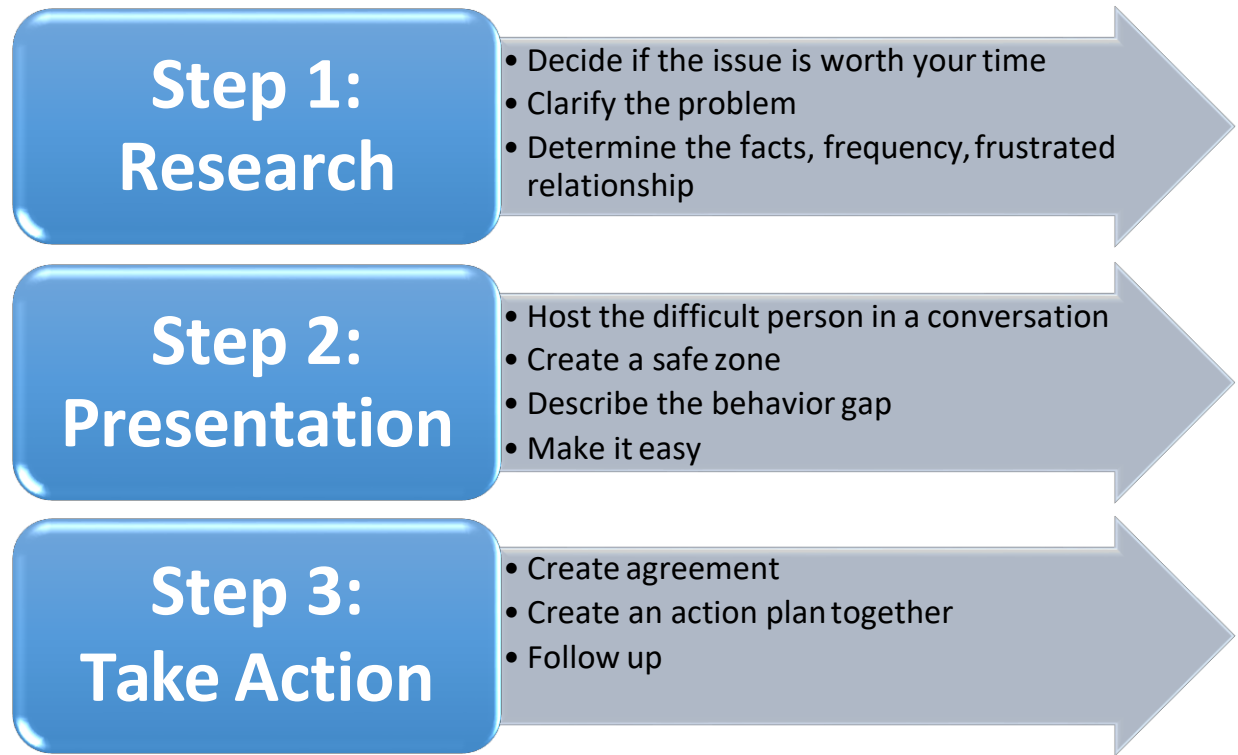 Step 1:
Research
• Decide if the issue is worth your time
• Clarify the problem
• Determine the facts, frequency, frustrated
relationship
Step 2:
Presentation
• Host the difficult person in a conversation
• Create a safe zone
• Describe the behavior gap
• Make it easy
Step 3:
Take Action
• Create agreement
• Create an action plan together
• Follow up